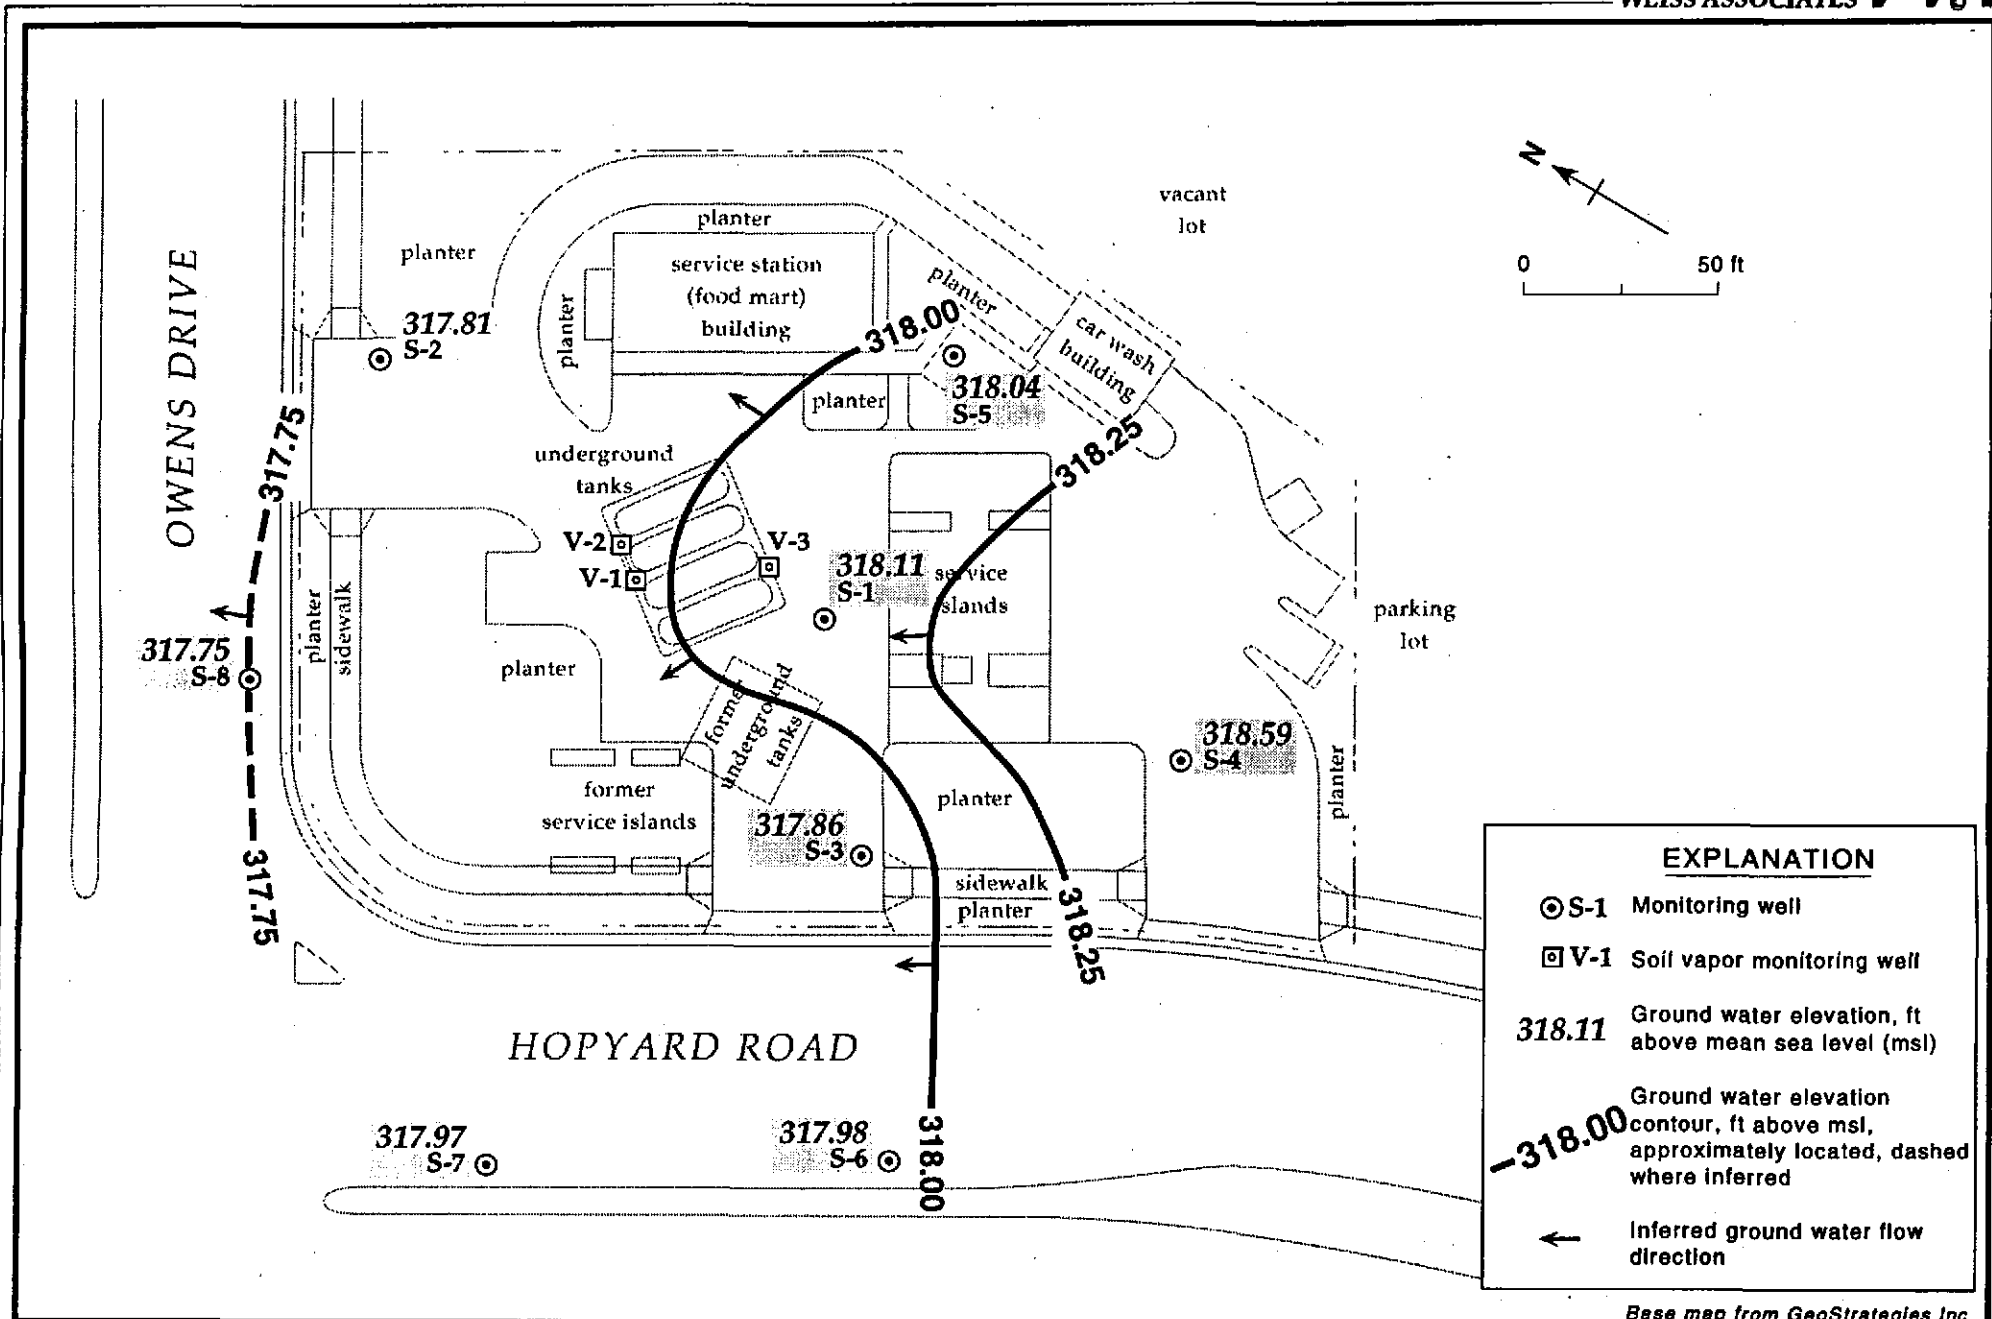 WEISS ASSOCIATES
N
0 50 ft
vacant
lot
planter
planter
service station
(food mart)
building
planter
planter
car wash
building
OWENS DRIVE
317.81
S-2
318.00
318.04
S-5
planter
318.25
317.75
underground
tanks
V-2
V-1
V-3
318.11
S-1
service
islands
parking
lot
planter
sidewalk
317.75
S-8
planter
former
underground
tanks
318.59
S-4
planter
former
service islands
planter
317.86
S-3
sidewalk
planter
317.75
318.25
HOPYARD ROAD
317.97
S-7
317.98
S-6
318.00
EXPLANATION
S-1 Monitoring well
V-1 Soil vapor monitoring well
318.11 Ground water elevation, ft
above mean sea level (msl)
318.00 Ground water elevation
contour, ft above msl,
approximately located, dashed
where inferred
Inferred ground water flow
direction
Base map from GeoStrategies Inc